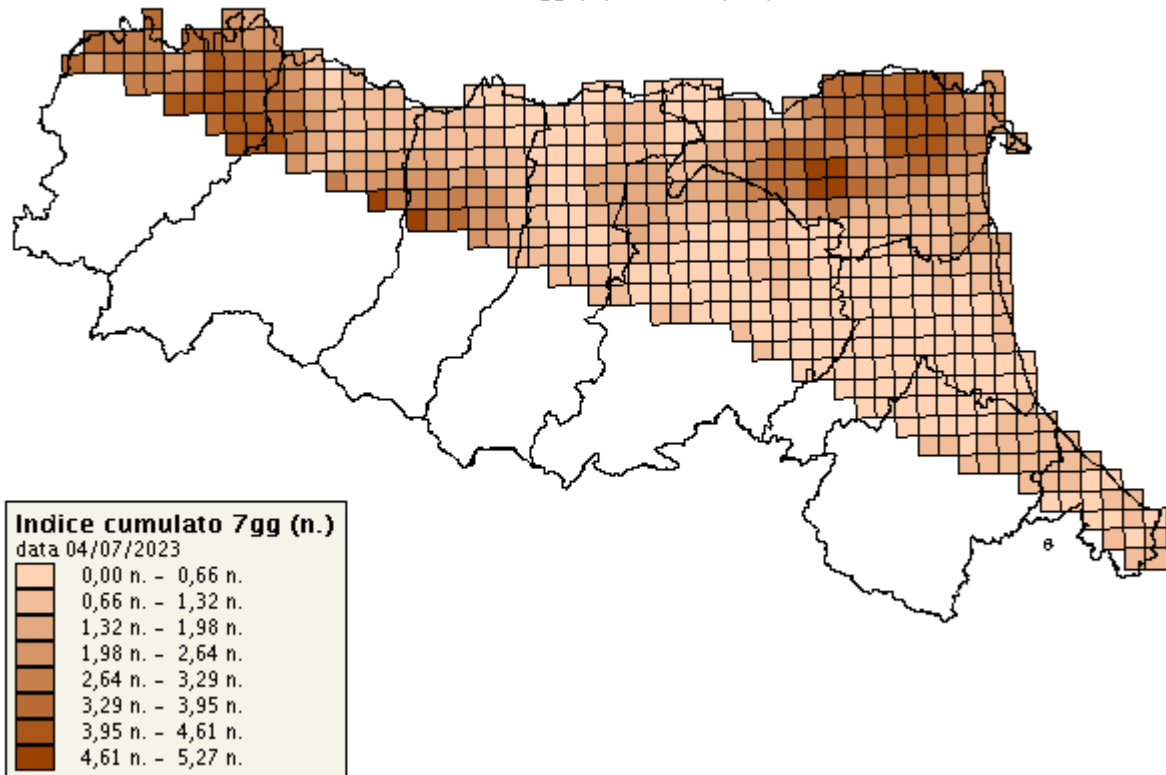 Indice cumulato 7gg (n.)
data 04/07/2023
0,00 n. - 0,66 n.
0,66 n. - 1,32 n.
1,32 n. - 1,98 n.
1,98 n. - 2,64 n.
2,64 n. - 3,29 n.
3,29 n. - 3,95 n.
3,95 n. - 4,61 n.
4,61 n. - 5,27 n.